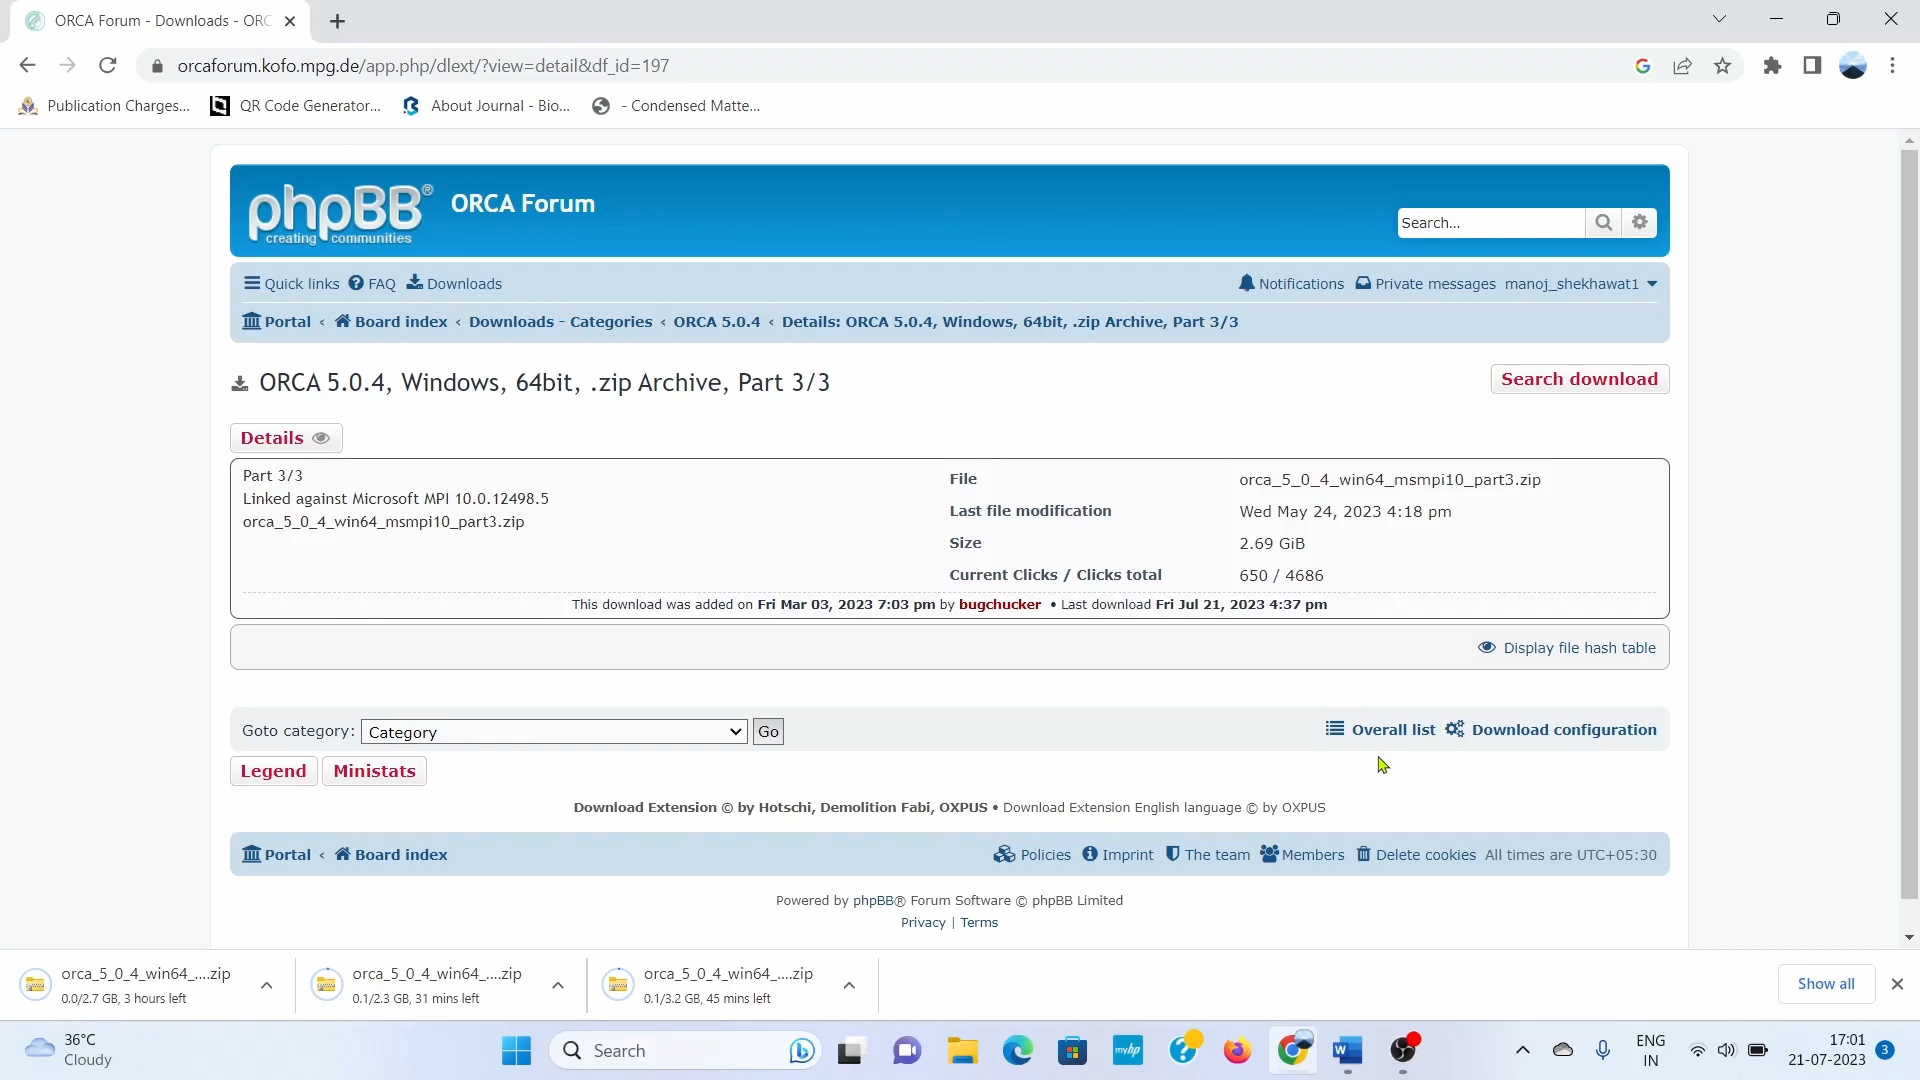 ORCA Forum - Downloads - ORC
orcaforum.kofo.mpg.de/app.php/dlext/?view=detail&df_id=197
Publication Charges... QR Code Generator... About Journal - Bio... - Condensed Matte...
phpBB® creating communities
ORCA Forum
Search...
Quick links FAQ Downloads Notifications Private messages manoj_shekhawat1
Portal ‹ Board index ‹ Downloads - Categories ‹ ORCA 5.0.4 ‹ Details: ORCA 5.0.4, Windows, 64bit, .zip Archive, Part 3/3
ORCA 5.0.4, Windows, 64bit, .zip Archive, Part 3/3
Search download
Details
Part 3/3
Linked against Microsoft MPI 10.0.12498.5
orca_5_0_4_win64_msmpi10_part3.zip
File orca_5_0_4_win64_msmpi10_part3.zip
Last file modification Wed May 24, 2023 4:18 pm
Size 2.69 GiB
Current Clicks / Clicks total 650 / 4686
This download was added on Fri Mar 03, 2023 7:03 pm by bugchucker • Last download Fri Jul 21, 2023 4:37 pm
Display file hash table
Goto category: Category Go Overall list Download configuration
Legend Ministats
Download Extension © by Hotschi, Demolition Fabi, OXPUS • Download Extension English language © by OXPUS
Portal ‹ Board index Policies Imprint The team Members Delete cookies All times are UTC+05:30
Powered by phpBB® Forum Software © phpBB Limited
Privacy | Terms
orca_5_0_4_win64_....zip
0.0/2.7 GB, 3 hours left
orca_5_0_4_win64_....zip
0.1/2.3 GB, 31 mins left
orca_5_0_4_win64_....zip
0.1/3.2 GB, 45 mins left
Show all
36°C
Cloudy
Search
myhp
ENG
IN
17:01
21-07-2023
3